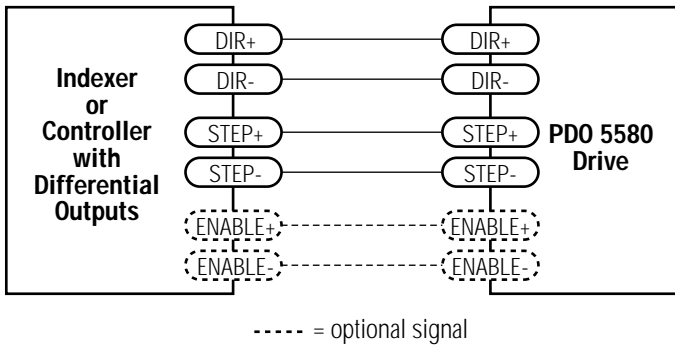 Indexer
or
Controller
with
Differential
Outputs
DIR+
DIR-
STEP+
STEP-
ENABLE+
ENABLE-
DIR+
DIR-
STEP+
STEP-
ENABLE+
ENABLE-
PDO 5580
Drive
= optional signal